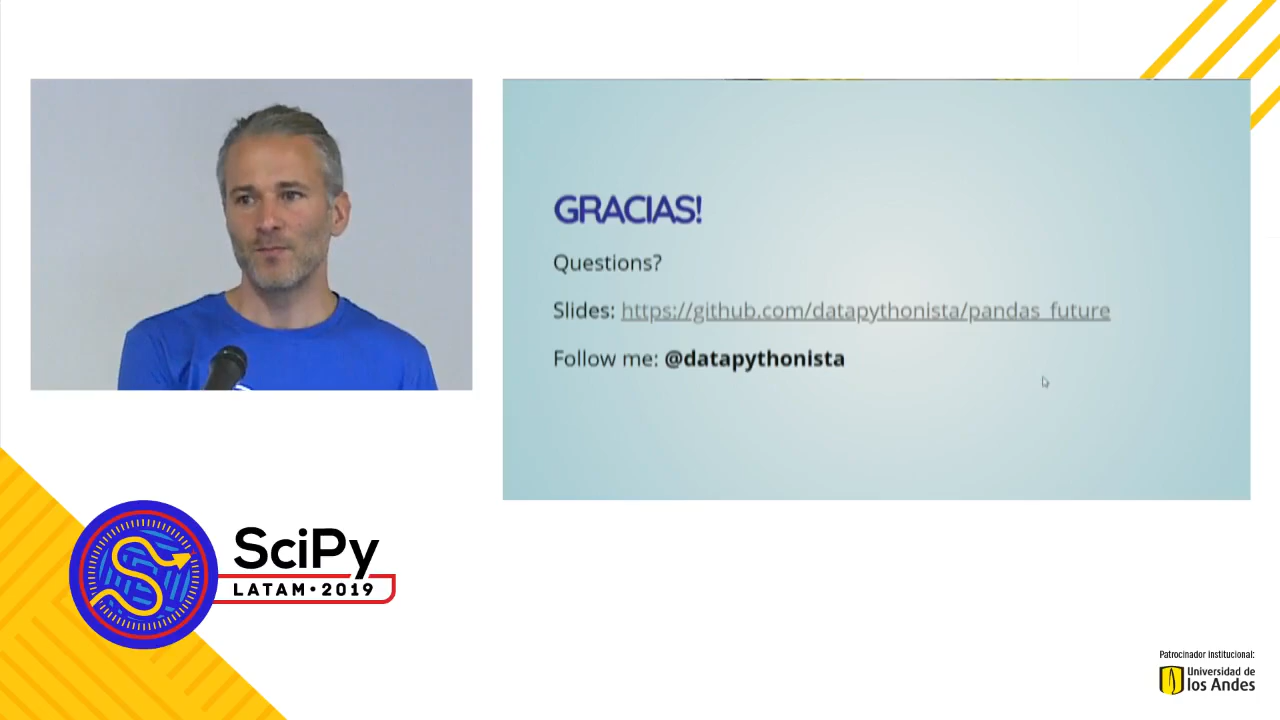 GRACIAS!
Questions?
Slides: https://github.com/datapythonista/pandas_future
Follow me: @datapythonista
SciPy
LATAM·2019
Patrocinador institucional:
Universidad de
los Andes